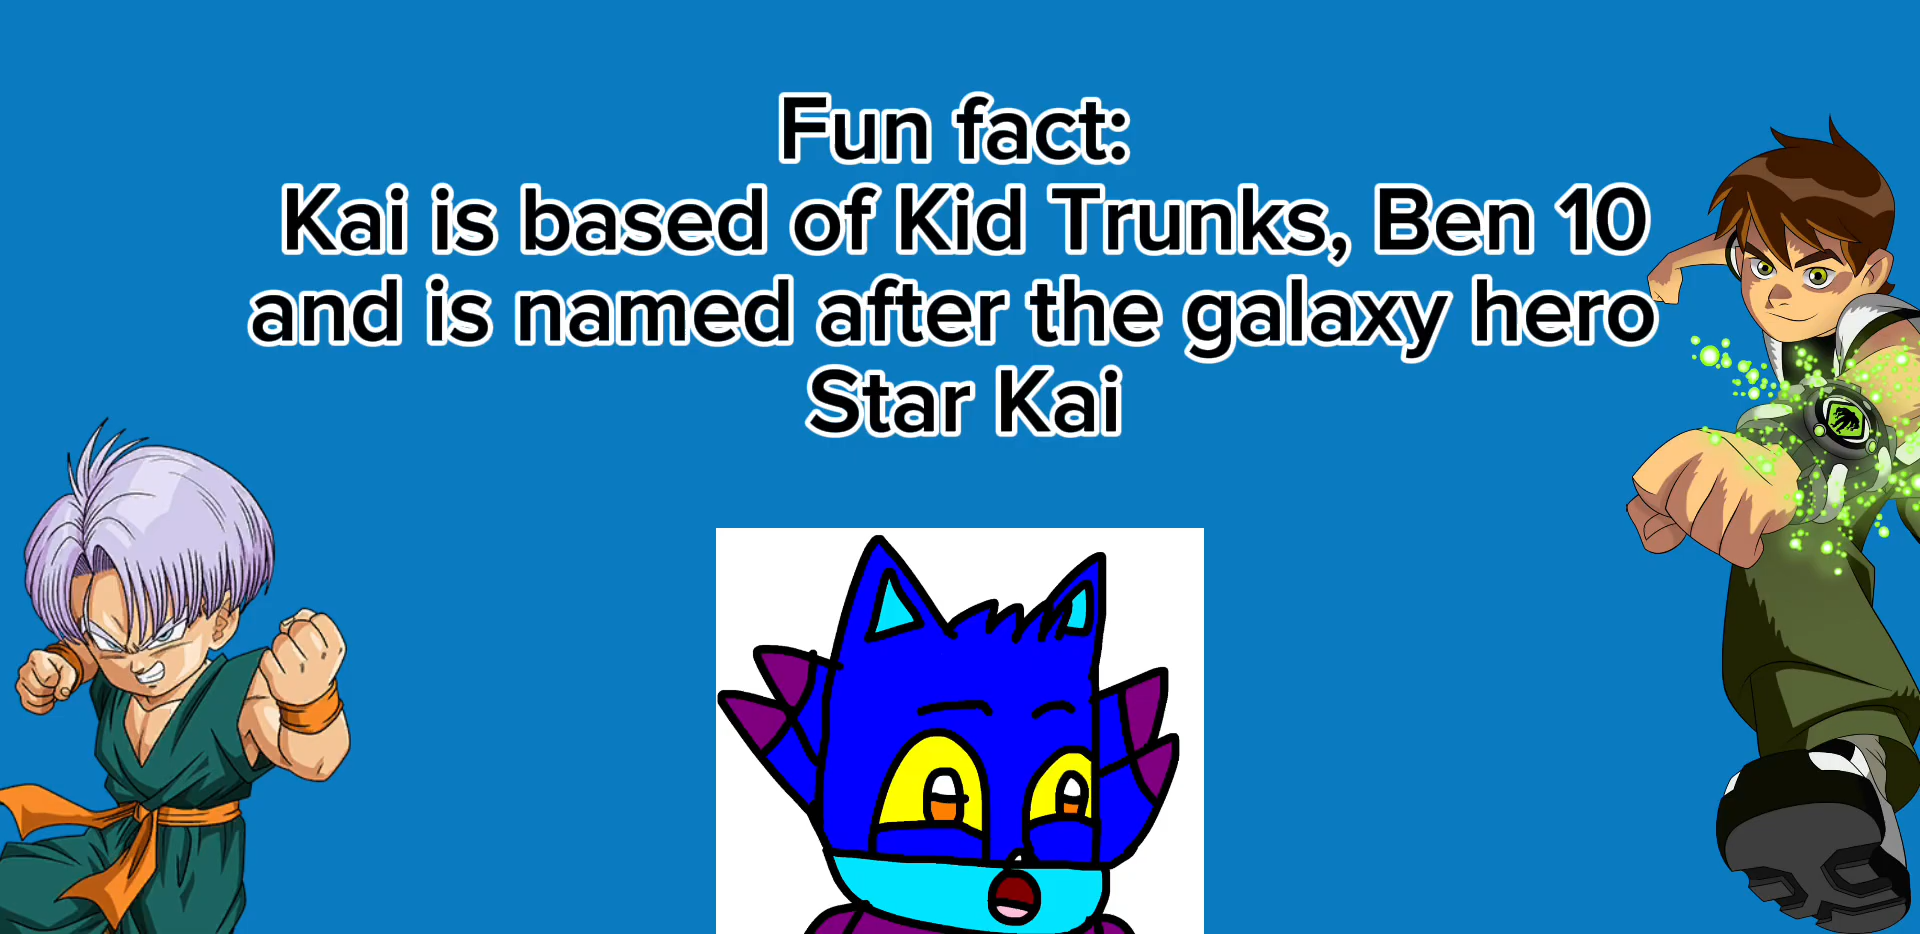 Fun fact:
Kai is based of Kid Trunks, Ben 10
and is named after the galaxy hero
Star Kai